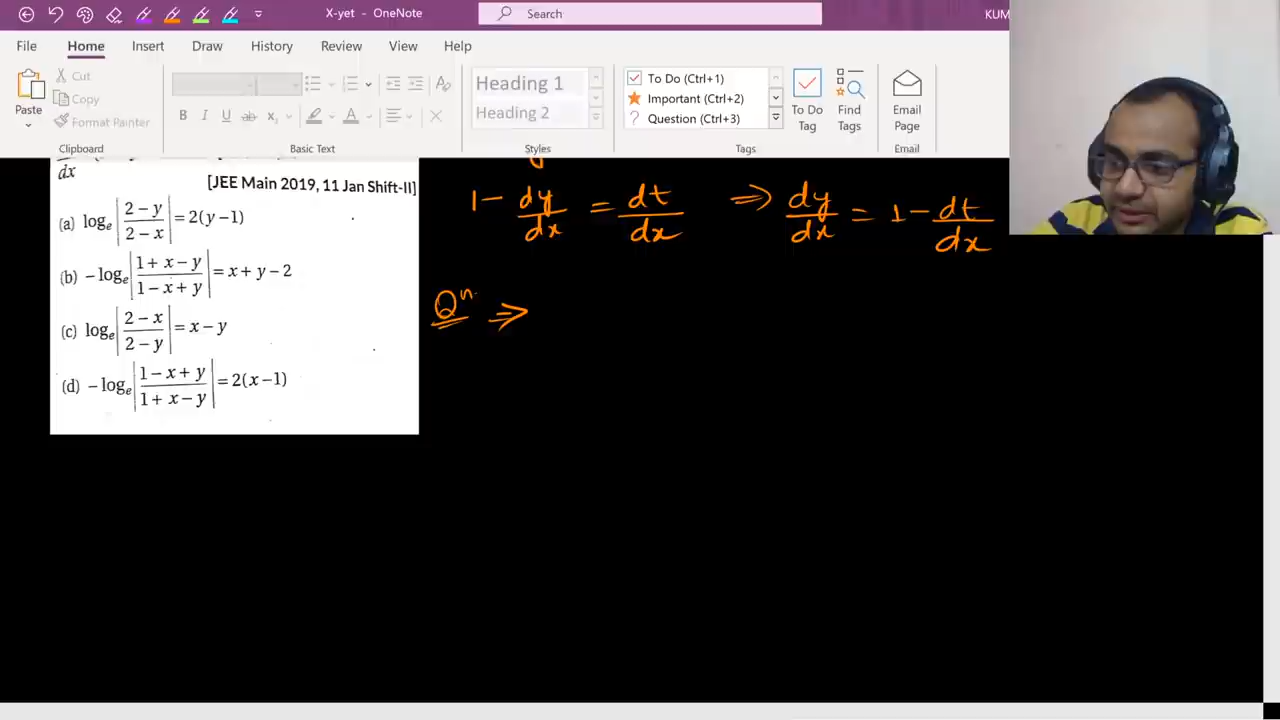 X-yet - OneNote
Search
KUM
File Home Insert Draw History Review View Help
Paste
Cut
Copy
Format Painter
Clipboard
B I U ab x
A
Basic Text
Heading 1
Heading 2
Styles
To Do (Ctrl+1)
Important (Ctrl+2)
Question (Ctrl+3)
To Do Tag
Find Tags
Tags
Email Page
Email
dx
[JEE Main 2019, 11 Jan Shift-II]
(a) logₑ |(2 − y)/(2 − x)| = 2(y −1)
(b) −logₑ |(1 + x − y)/(1 − x + y)| = x + y − 2
(c) logₑ |(2 − x)/(2 − y)| = x − y
(d) −logₑ |(1 − x + y)/(1 + x − y)| = 2(x −1)
1 − dy/dx = dt/dx ⇒ dy/dx = 1 − dt/dx
Qⁿ ⇒